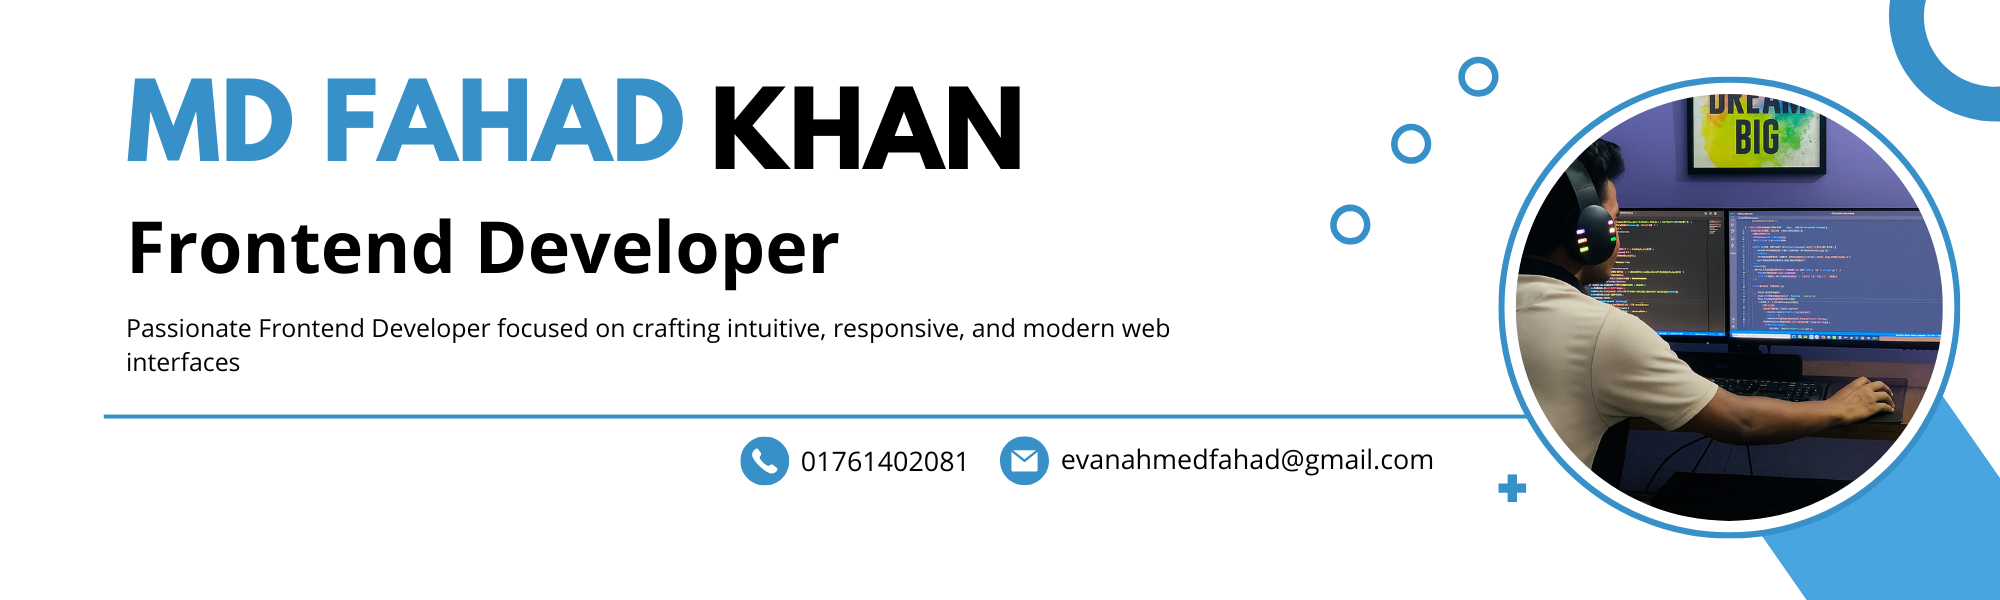 MD FAHAD KHAN
Frontend Developer
Passionate Frontend Developer focused on crafting intuitive, responsive, and modern web
interfaces
01761402081 evanahmedfahad@gmail.com
DREAM
BIG